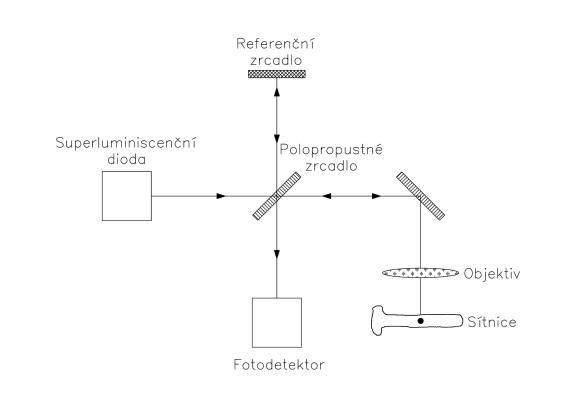 Referenční
zrcadlo
Superluminiscenční
dioda
Polopropustné
zrcadlo
Objektiv
Sítnice
Fotodetektor